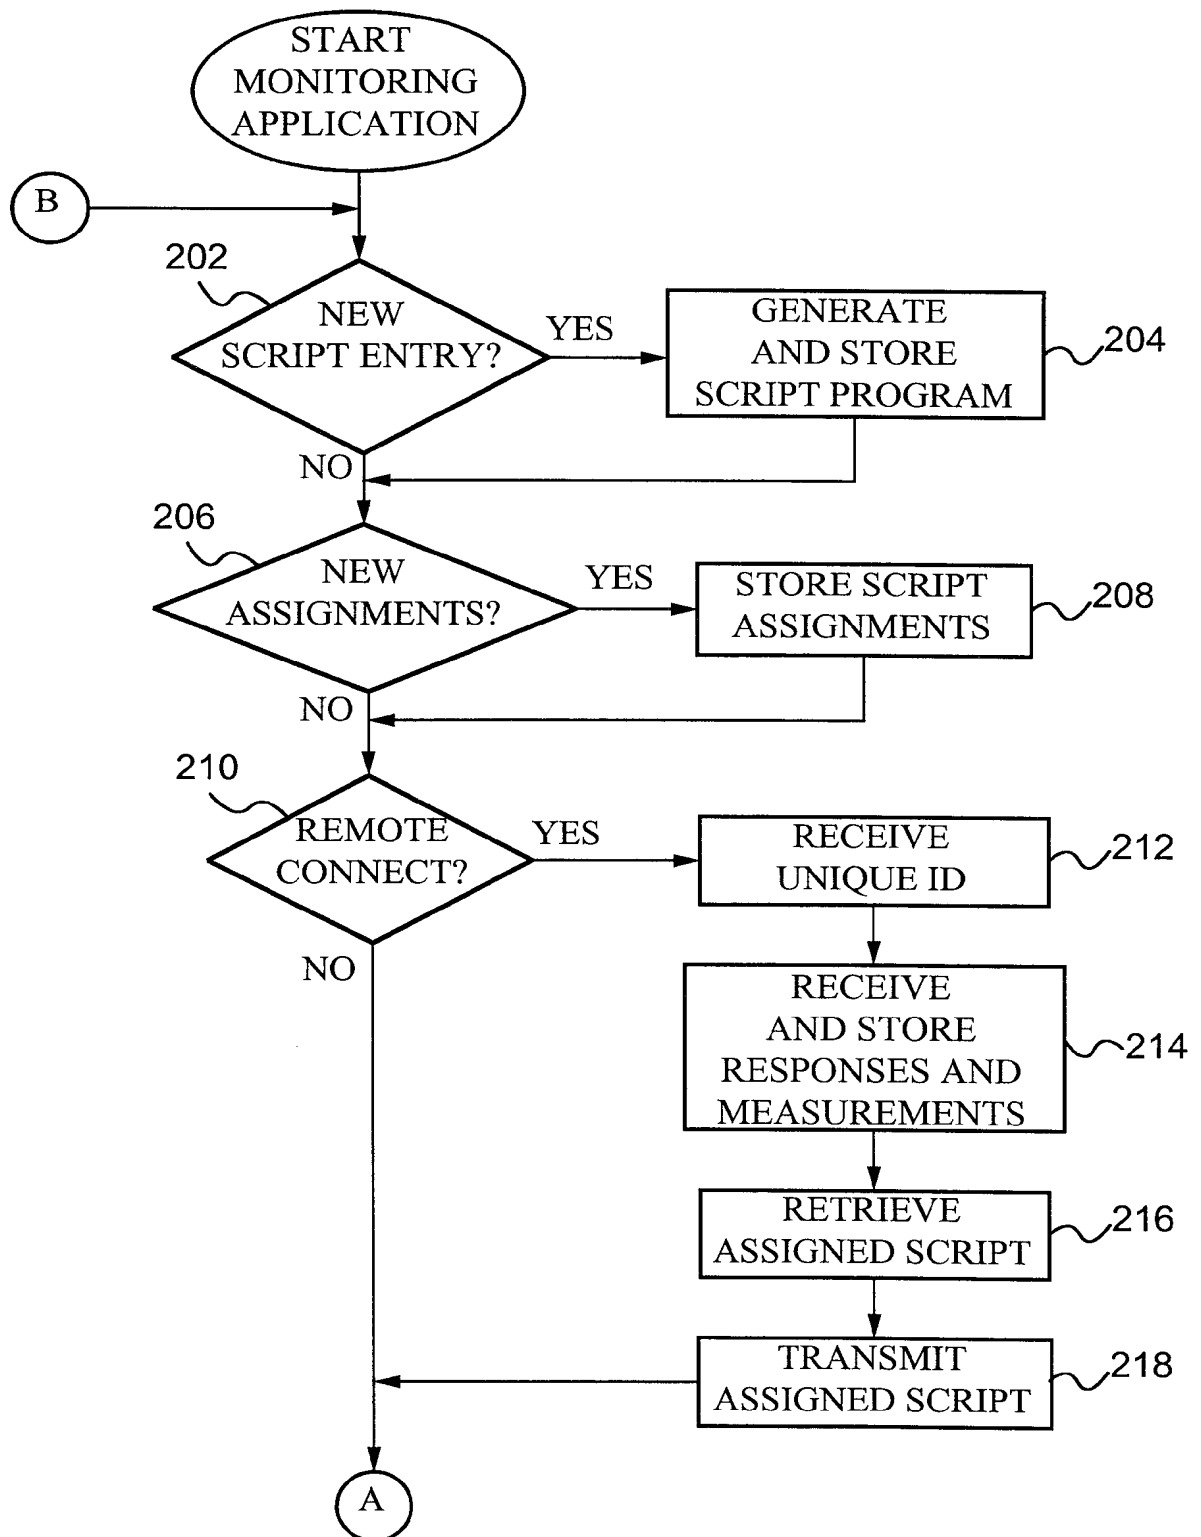 START
MONITORING
APPLICATION
B
202
NEW
SCRIPT ENTRY?
YES
GENERATE
AND STORE
SCRIPT PROGRAM
204
NO
206
NEW
ASSIGNMENTS?
YES
STORE SCRIPT
ASSIGNMENTS
208
NO
210
REMOTE
CONNECT?
YES
RECEIVE
UNIQUE ID
212
NO
RECEIVE
AND STORE
RESPONSES AND
MEASUREMENTS
214
RETRIEVE
ASSIGNED SCRIPT
216
TRANSMIT
ASSIGNED SCRIPT
218
A